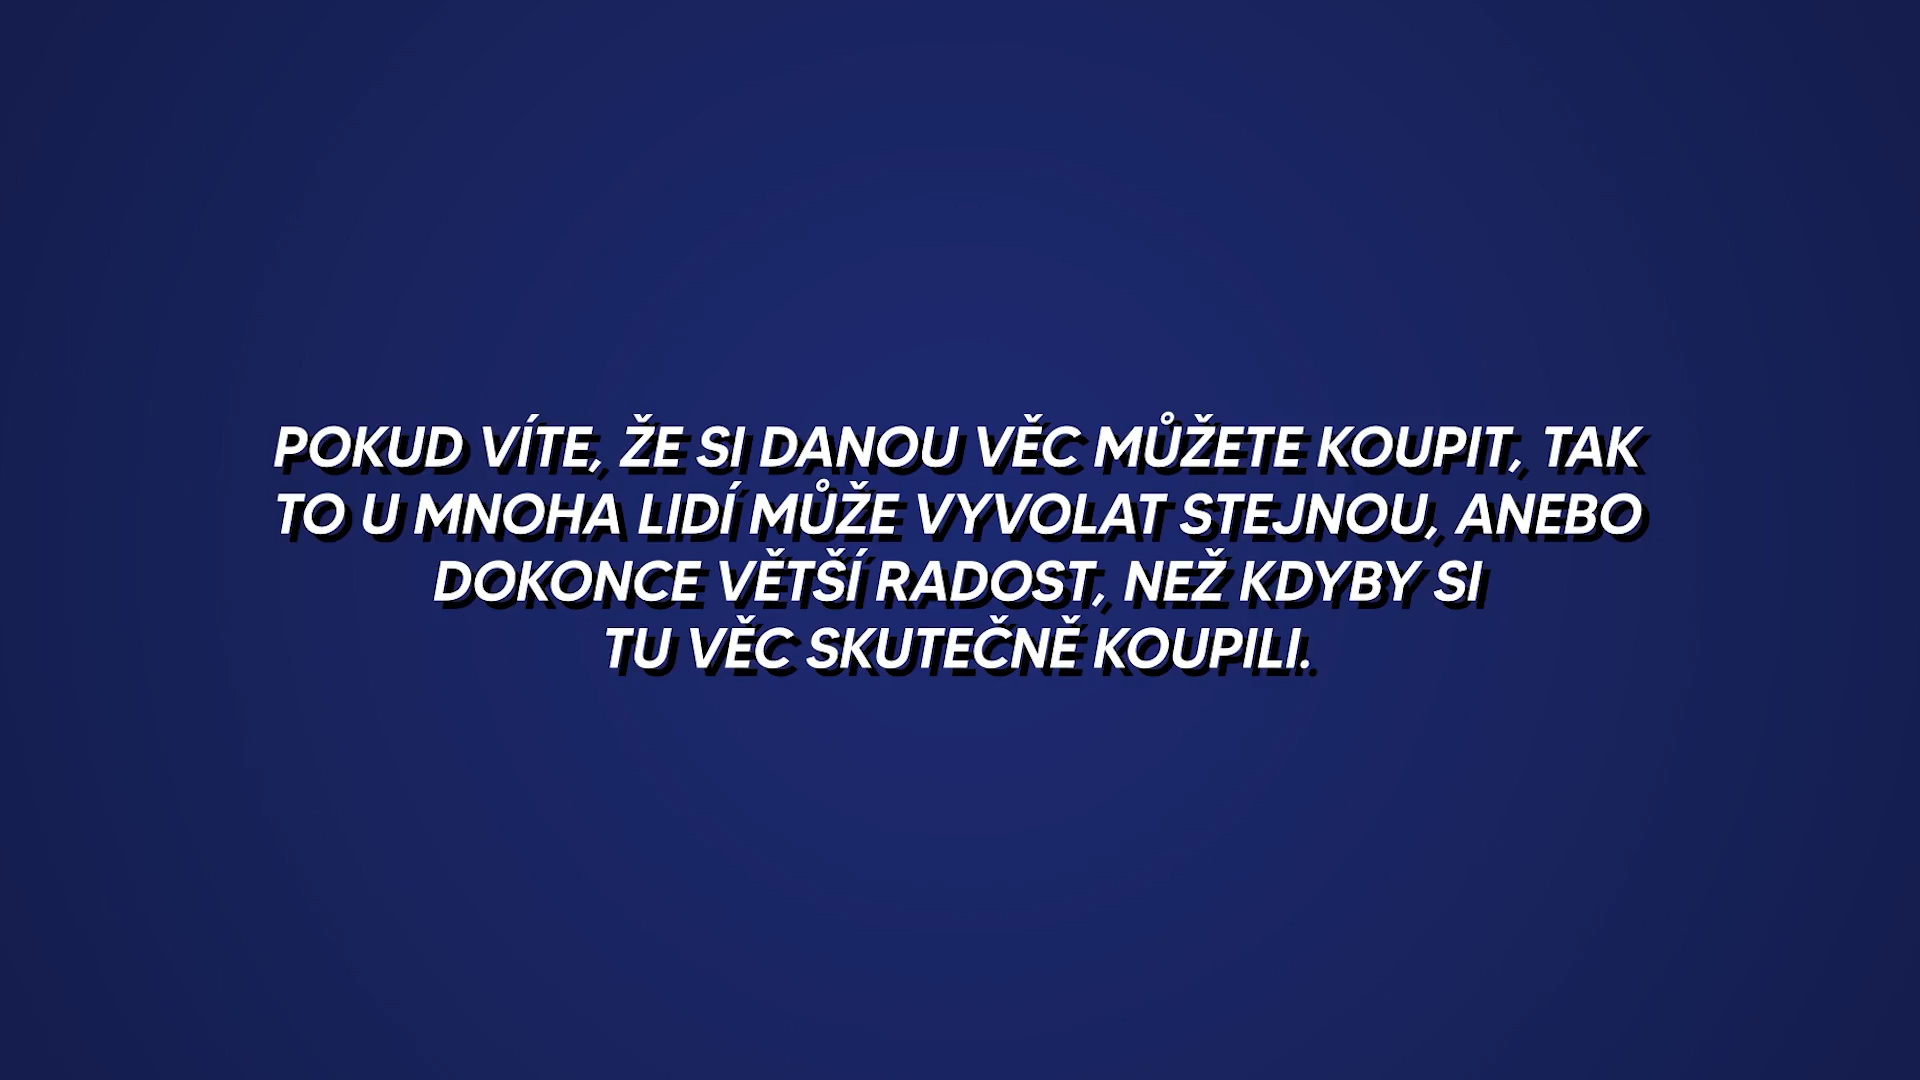 POKUD VÍTE, ŽE SI DANOU VĚC MŮŽETE KOUPIT, TAK
TO U MNOHA LIDÍ MŮŽE VYVOLAT STEJNOU, ANEBO
DOKONCE VĚTŠÍ RADOST, NEŽ KDYBY SI
TU VĚC SKUTEČNĚ KOUPILI.